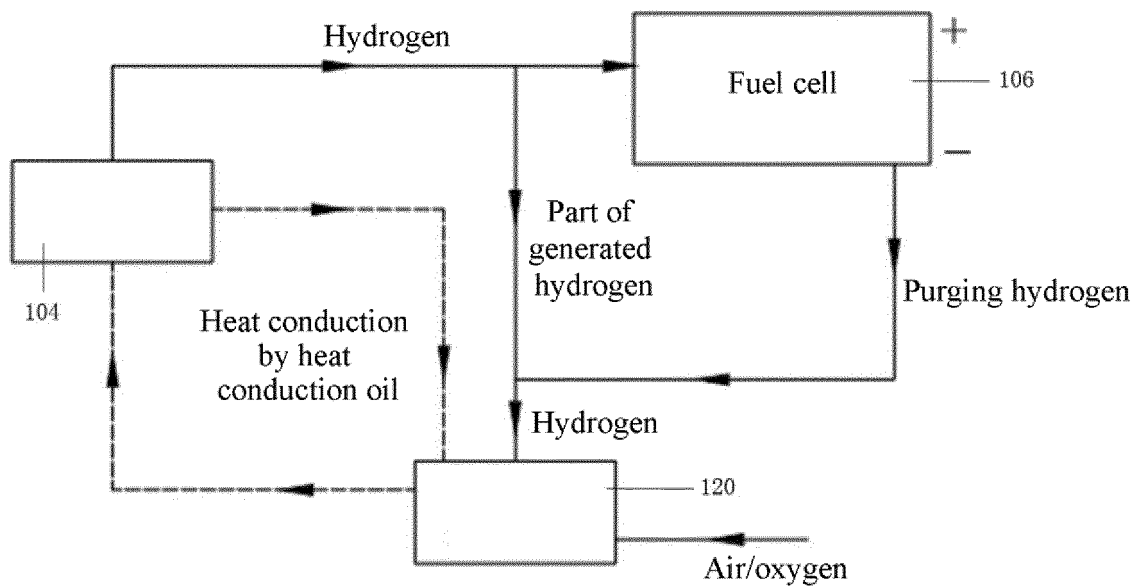 Hydrogen
+
Fuel cell
106
−
Part of
generated
hydrogen
Purging hydrogen
104
Heat conduction
by heat
conduction oil
Hydrogen
120
Air/oxygen